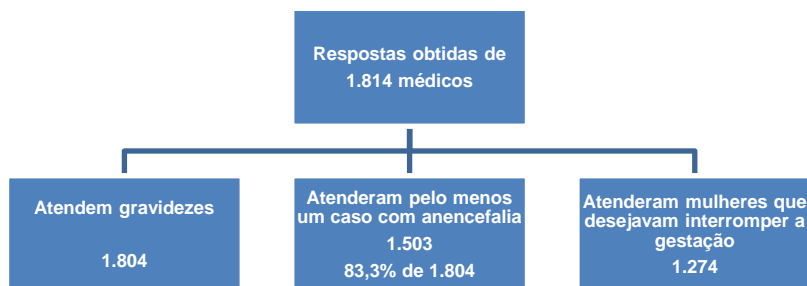 Respostas obtidas de
1.814 médicos
Atendem gravidezes
1.804
Atenderam pelo menos
um caso com anencefalia
1.503
83,3% de 1.804
Atenderam mulheres que
desejavam interromper a
gestação
1.274